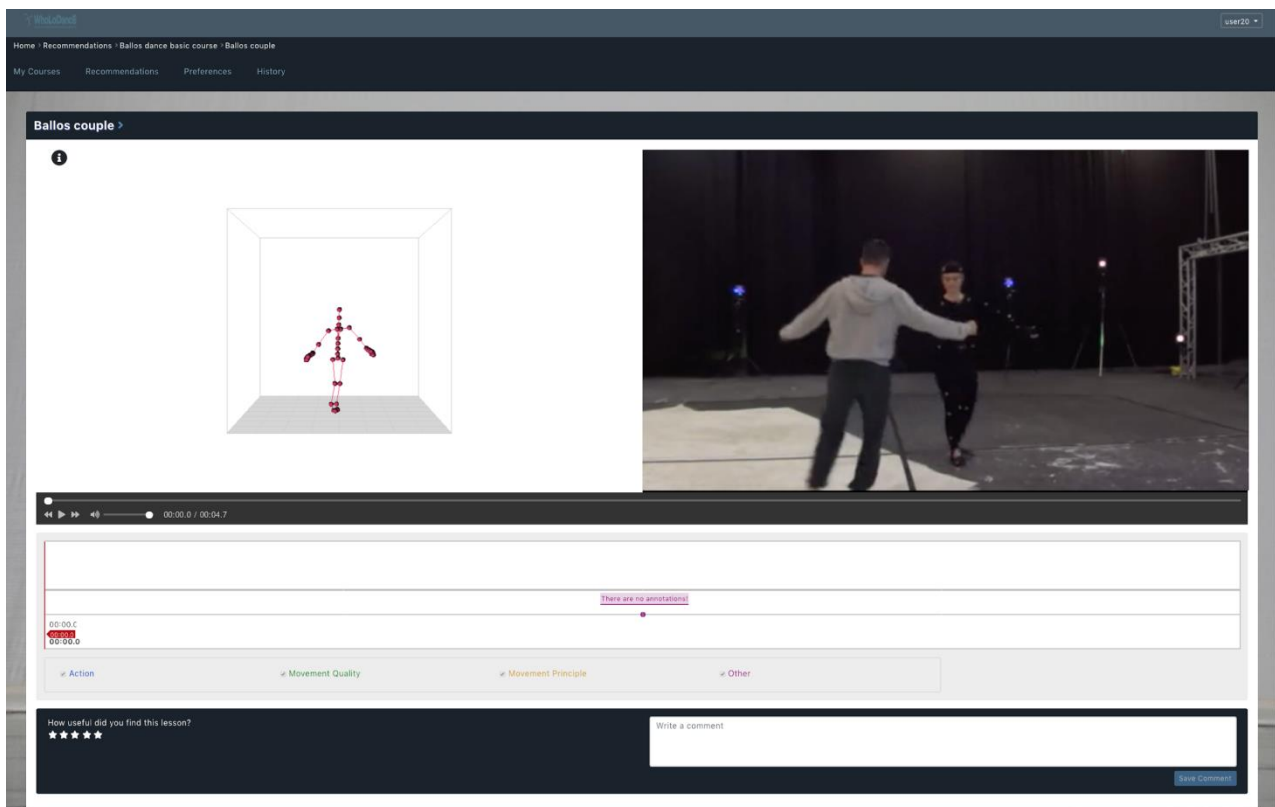 WhoLoDancE
user20
Home › Recommendations › Ballos dance basic course › Ballos couple
My Courses Recommendations Preferences History
Ballos couple ›
00:00.0 / 00:04.7
There are no annotations!
00:00.0
00:00.0
Action Movement Quality Movement Principle Other
How useful did you find this lesson?
Write a comment
Save Comment